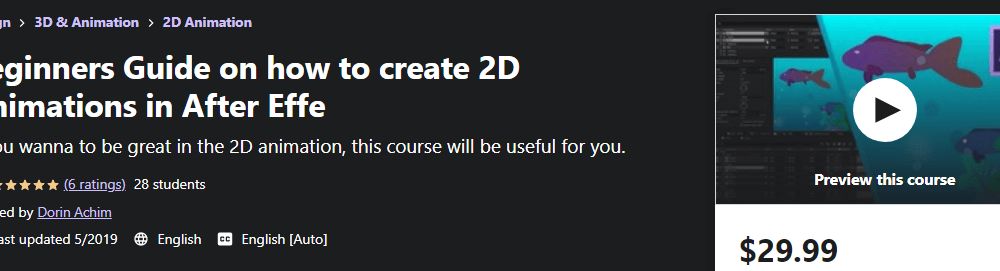 gn > 3D & Animation > 2D Animation
eginners Guide on how to create 2D
nimations in After Effe
ou wanna to be great in the 2D animation, this course will be useful for you.
(6 ratings) 28 students
ed by Dorin Achim
ast updated 5/2019 English CC English [Auto]
Preview this course
$29.99